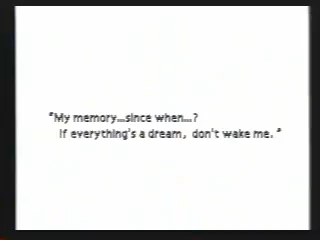 "My memory...since when...?
If everything's a dream, don't wake me."